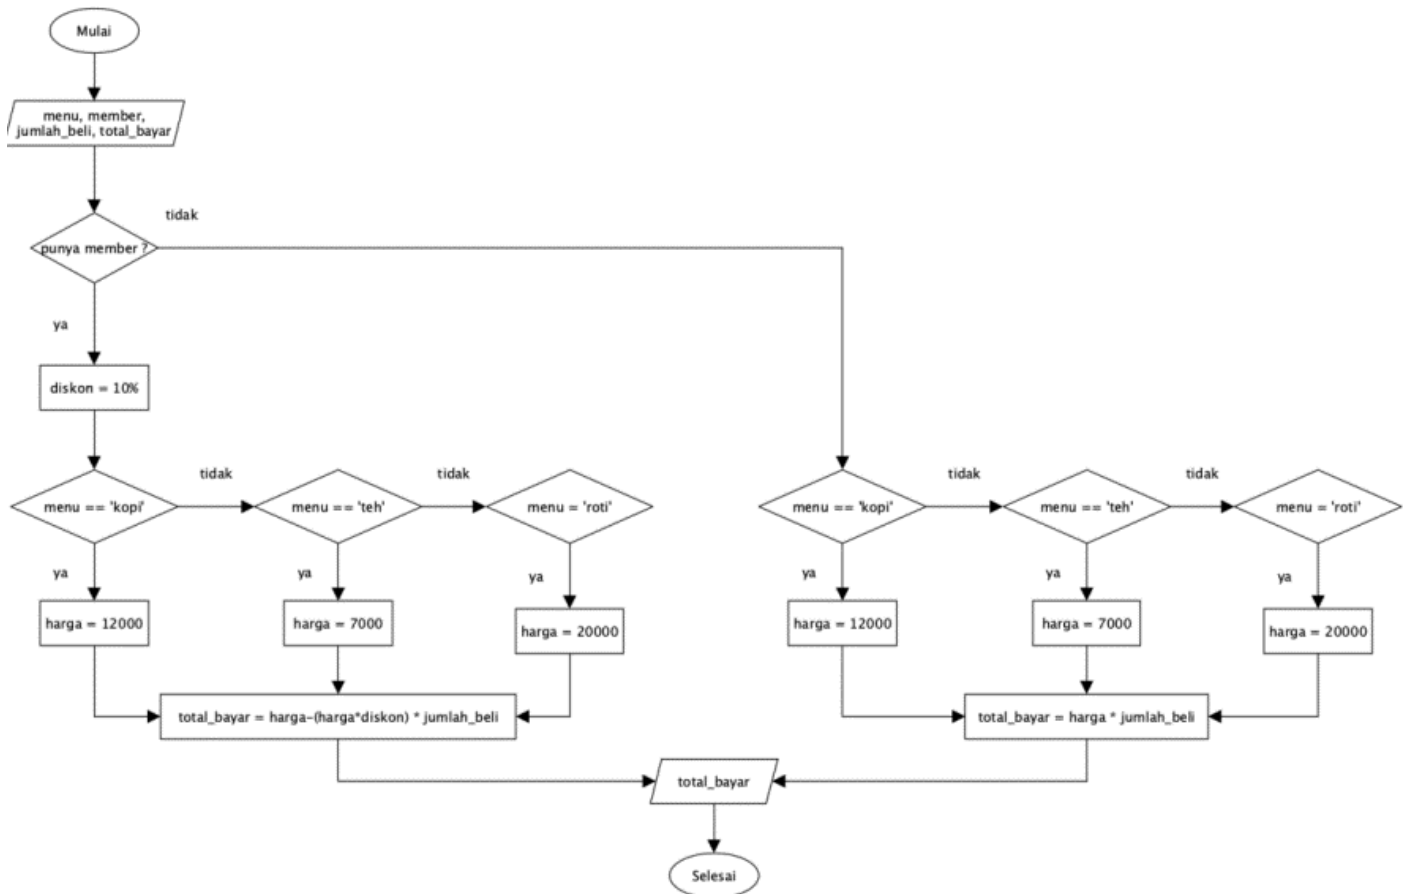 Mulai
menu, member,
jumlah_beli, total_bayar
tidak
punya member ?
ya
diskon = 10%
tidak
tidak
menu == 'kopi'
menu == 'teh'
menu = 'roti'
ya
ya
ya
harga = 12000
harga = 7000
harga = 20000
total_bayar = harga-(harga*diskon) * jumlah_beli
tidak
tidak
menu == 'kopi'
menu == 'teh'
menu = 'roti'
ya
ya
ya
harga = 12000
harga = 7000
harga = 20000
total_bayar = harga * jumlah_beli
total_bayar
Selesai